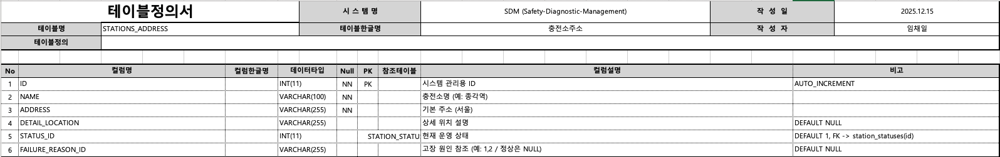 테이블정의서 시 스 템 명 SDM (Safety-Diagnostic-Management) 작 성 일 2025.12.15
테이블명 STATIONS_ADDRESS 테이블한글명 충전소주소 작 성 자 임채일
테이블정의
No 컬럼명 컬럼한글명 데이터타입 Null PK 참조테이블 컬럼설명 비고
1 ID INT(11) NN PK 시스템 관리용 ID AUTO_INCREMENT
2 NAME VARCHAR(100) NN 충전소명 (예: 종각역)
3 ADDRESS VARCHAR(255) NN 기본 주소 (서울)
4 DETAIL_LOCATION VARCHAR(255) 상세 위치 설명 DEFAULT NULL
5 STATUS_ID INT(11) STATION_STATU 현재 운영 상태 DEFAULT 1, FK -> station_statuses(id)
6 FAILURE_REASON_ID VARCHAR(255) 고장 원인 참조 (예: 1,2 / 정상은 NULL) DEFAULT NULL